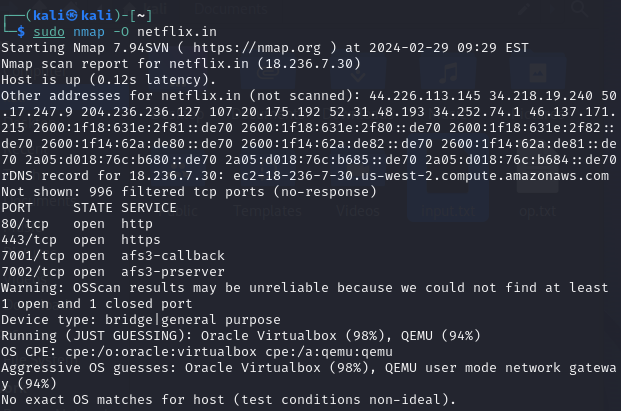 (kali㉿kali)-[~]
$ sudo nmap -O netflix.in
Starting Nmap 7.94SVN ( https://nmap.org ) at 2024-02-29 09:29 EST
Nmap scan report for netflix.in (18.236.7.30)
Host is up (0.12s latency).
Other addresses for netflix.in (not scanned): 44.226.113.145 34.218.19.240 50
.17.247.9 204.236.236.127 107.20.175.192 52.31.48.193 34.252.74.1 46.137.171.
215 2600:1f18:631e:2f81::de70 2600:1f18:631e:2f80::de70 2600:1f18:631e:2f82::
de70 2600:1f14:62a:de80::de70 2600:1f14:62a:de82::de70 2600:1f14:62a:de81::de
70 2a05:d018:76c:b680::de70 2a05:d018:76c:b685::de70 2a05:d018:76c:b684::de70
rDNS record for 18.236.7.30: ec2-18-236-7-30.us-west-2.compute.amazonaws.com
Not shown: 996 filtered tcp ports (no-response)
PORT     STATE SERVICE
80/tcp   open  http
443/tcp  open  https
7001/tcp open  afs3-callback
7002/tcp open  afs3-prserver
Warning: OSScan results may be unreliable because we could not find at least
1 open and 1 closed port
Device type: bridge|general purpose
Running (JUST GUESSING): Oracle Virtualbox (98%), QEMU (94%)
OS CPE: cpe:/o:oracle:virtualbox cpe:/a:qemu:qemu
Aggressive OS guesses: Oracle Virtualbox (98%), QEMU user mode network gatewa
y (94%)
No exact OS matches for host (test conditions non-ideal).
Documents
Templates
Videos
op.txt